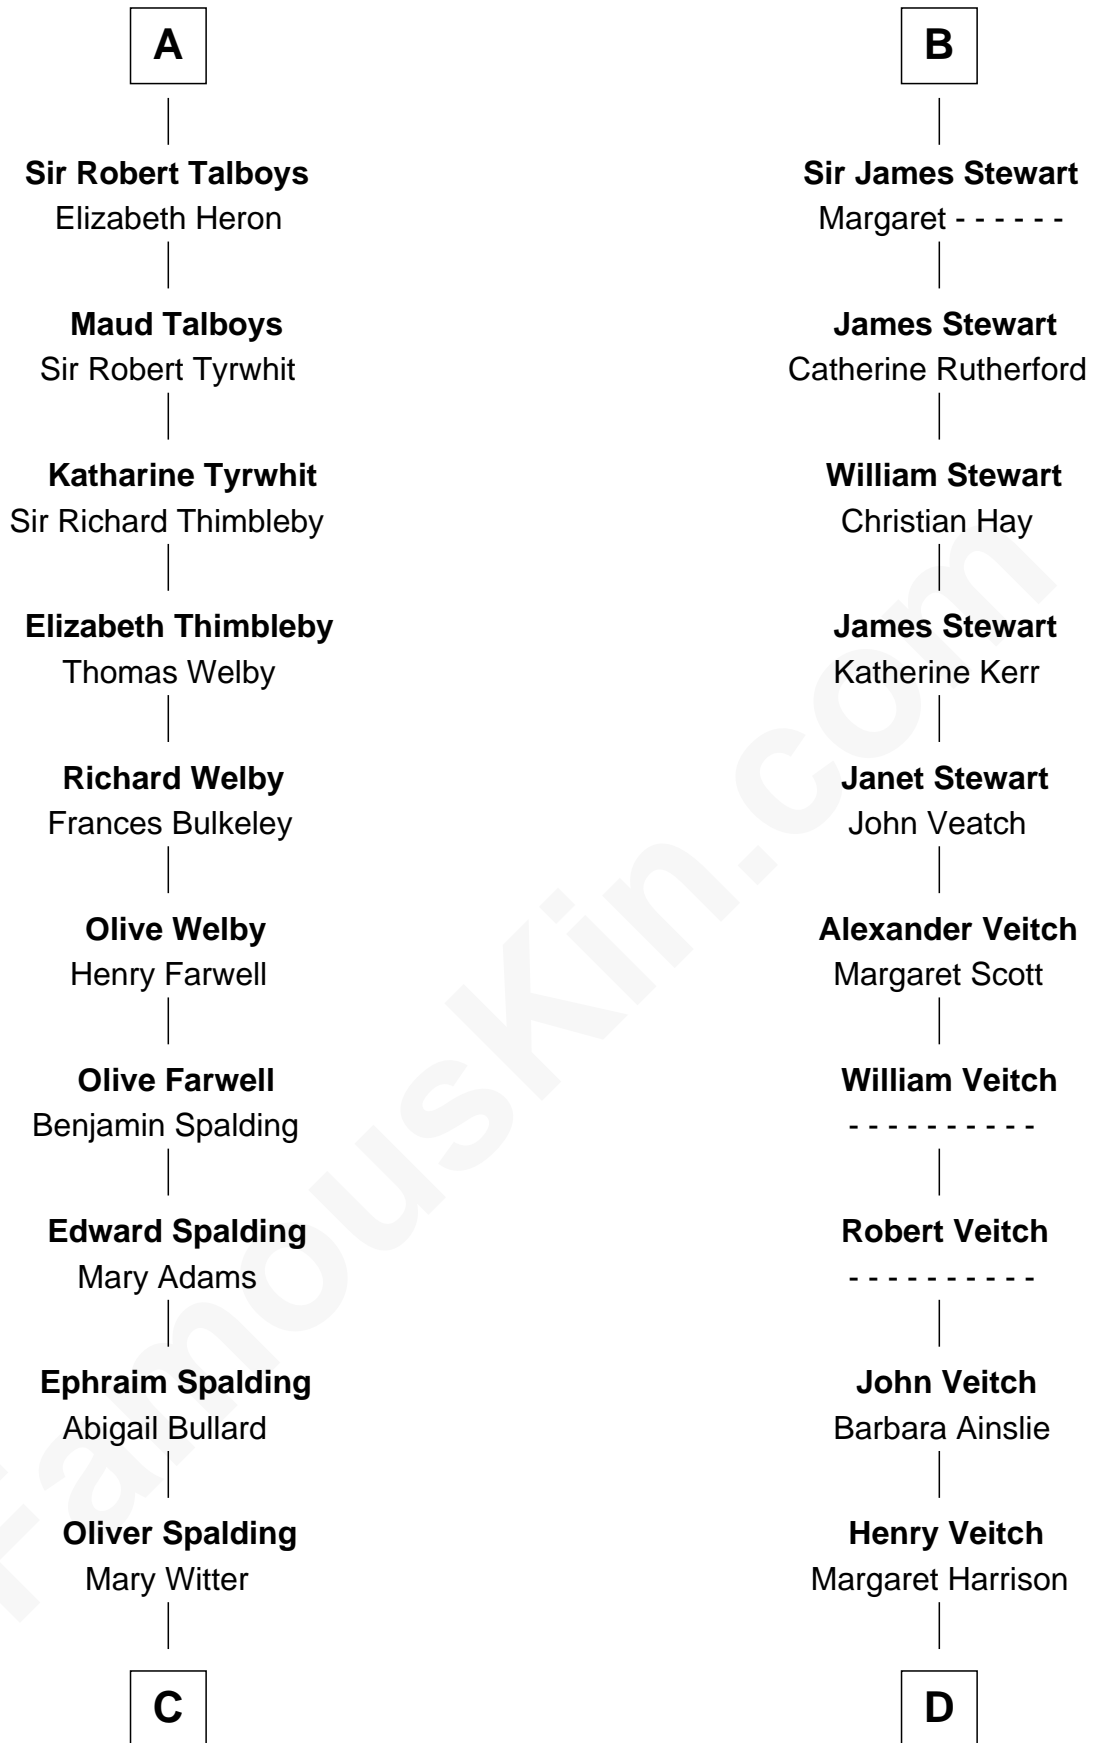 A
Sir Robert Talboys
Elizabeth Heron
Maud Talboys
Sir Robert Tyrwhit
Katharine Tyrwhit
Sir Richard Thimbleby
Elizabeth Thimbleby
Thomas Welby
Richard Welby
Frances Bulkeley
Olive Welby
Henry Farwell
Olive Farwell
Benjamin Spalding
Edward Spalding
Mary Adams
Ephraim Spalding
Abigail Bullard
Oliver Spalding
Mary Witter
C
B
Sir James Stewart
Margaret - - - - - -
James Stewart
Catherine Rutherford
William Stewart
Christian Hay
James Stewart
Katherine Kerr
Janet Stewart
John Veatch
Alexander Veitch
Margaret Scott
William Veitch
- - - - - - - - - -
Robert Veitch
- - - - - - - - - -
John Veitch
Barbara Ainslie
Henry Veitch
Margaret Harrison
D
FamousKin.com